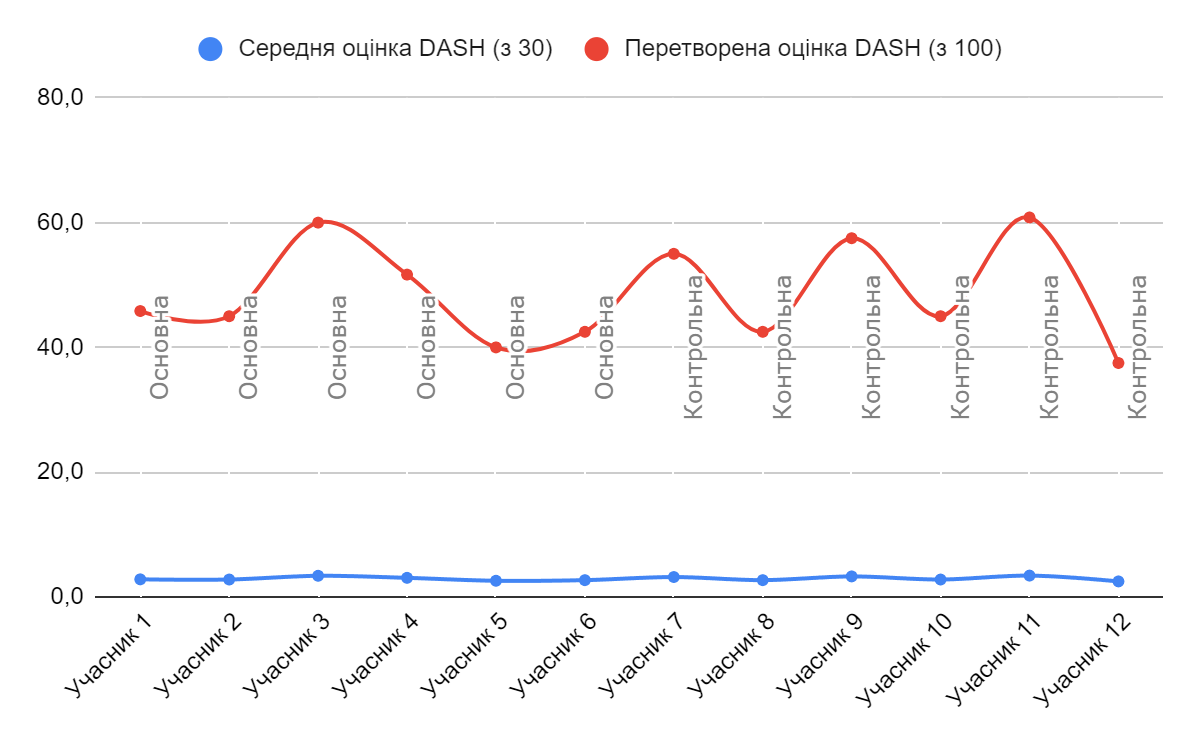 Середня оцінка DASH (з 30) Перетворена оцінка DASH (з 100)
80,0
60,0
40,0
20,0
0,0
Основна
Основна
Основна
Основна
Основна
Основна
Контрольна
Контрольна
Контрольна
Контрольна
Контрольна
Контрольна
Учасник 1
Учасник 2
Учасник 3
Учасник 4
Учасник 5
Учасник 6
Учасник 7
Учасник 8
Учасник 9
Учасник 10
Учасник 11
Учасник 12